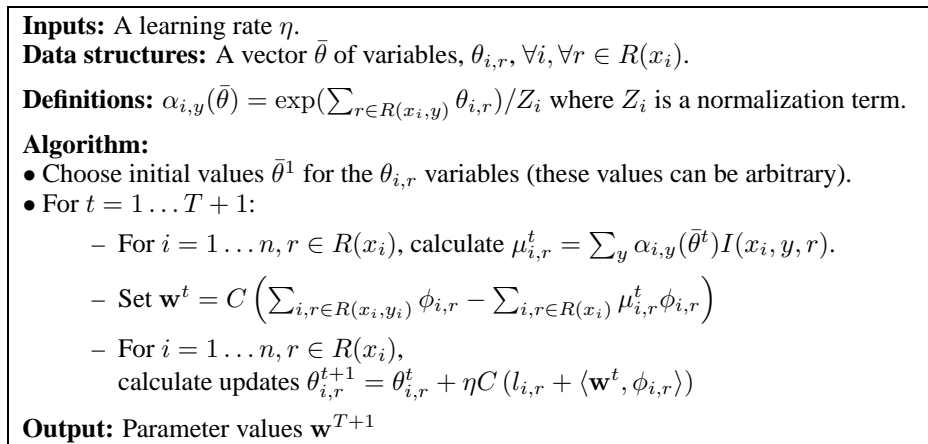 Inputs: A learning rate η.
Data structures: A vector θ̄ of variables, θ_{i,r}, ∀i, ∀r ∈ R(x_i).
Definitions: α_{i,y}(θ̄) = exp(∑_{r∈R(x_i,y)} θ_{i,r})/Z_i where Z_i is a normalization term.
Algorithm:
• Choose initial values θ̄^1 for the θ_{i,r} variables (these values can be arbitrary).
• For t = 1 … T + 1:
– For i = 1 … n, r ∈ R(x_i), calculate μ^t_{i,r} = ∑_y α_{i,y}(θ̄^t)I(x_i, y, r).
– Set w^t = C (∑_{i,r∈R(x_i,y_i)} φ_{i,r} − ∑_{i,r∈R(x_i)} μ^t_{i,r}φ_{i,r})
– For i = 1 … n, r ∈ R(x_i),
calculate updates θ^{t+1}_{i,r} = θ^t_{i,r} + ηC (l_{i,r} + ⟨w^t, φ_{i,r}⟩)
Output: Parameter values w^{T+1}